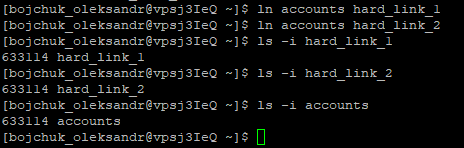 [bojchuk_oleksandr@vpsj3IeQ ~]$ ln accounts hard_link_1
[bojchuk_oleksandr@vpsj3IeQ ~]$ ln accounts hard_link_2
[bojchuk_oleksandr@vpsj3IeQ ~]$ ls -i hard_link_1
633114 hard_link_1
[bojchuk_oleksandr@vpsj3IeQ ~]$ ls -i hard_link_2
633114 hard_link_2
[bojchuk_oleksandr@vpsj3IeQ ~]$ ls -i accounts
633114 accounts
[bojchuk_oleksandr@vpsj3IeQ ~]$